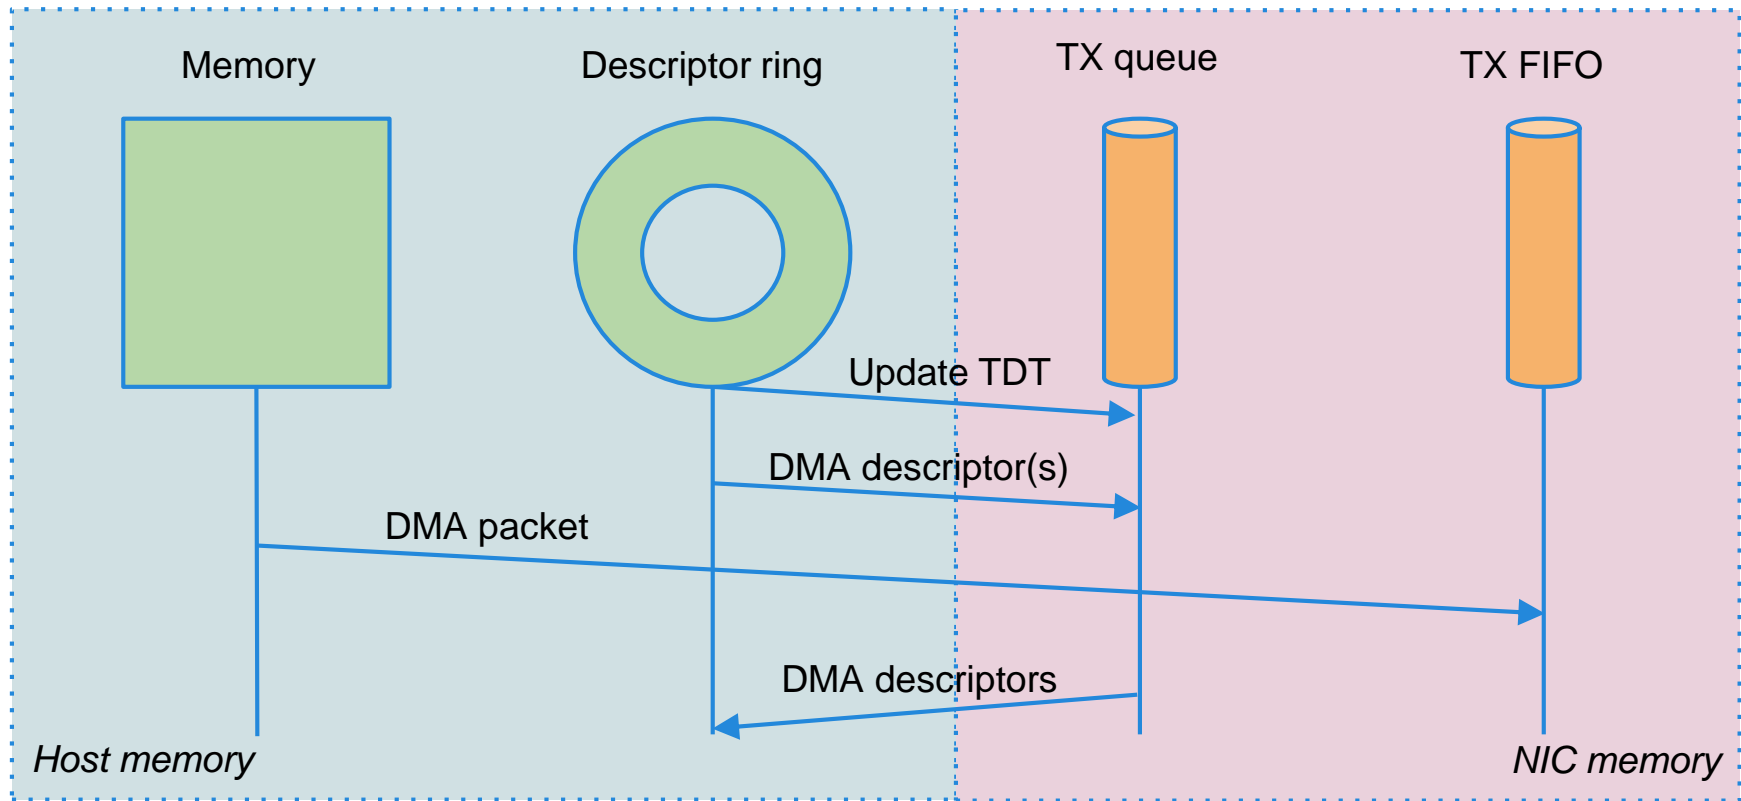 Memory
Descriptor ring
TX queue
TX FIFO
Update TDT
DMA descriptor(s)
DMA packet
DMA descriptors
Host memory
NIC memory